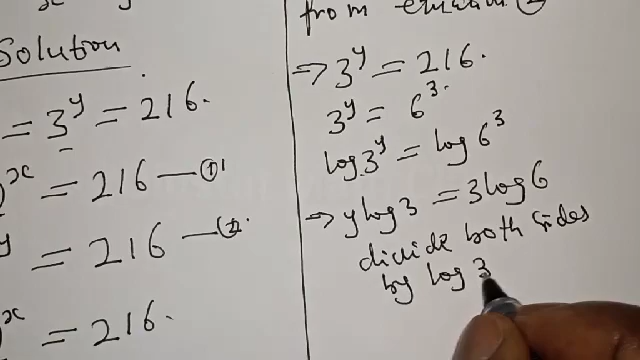 Solution
= 3^y = 216.
^x = 216 — ①
^y = 216 — ②
^x = 216.
from
⇒ 3^y = 216.
3^y = 6^3.
log 3^y = log 6^3
⇒ y log 3 = 3 log 6
divide both sides
by log 3